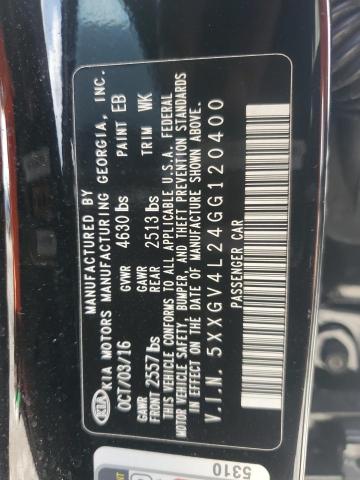 MANUFACTURED BY
KIA KIA MOTORS MANUFACTURING GEORGIA, INC.
OCT/03/16 GVWR 4630 lbs PAINT EB
GAWR FRONT 2557 lbs GAWR REAR 2513 lbs TRIM WK
THIS VEHICLE CONFORMS TO ALL APPLICABLE U.S.A. FEDERAL
MOTOR VEHICLE SAFETY, BUMPER, AND THEFT PREVENTION STANDARDS
IN EFFECT ON THE DATE OF MANUFACTURE SHOWN ABOVE.
V.I.N. 5XXGV4L24GG120400
PASSENGER CAR
5310